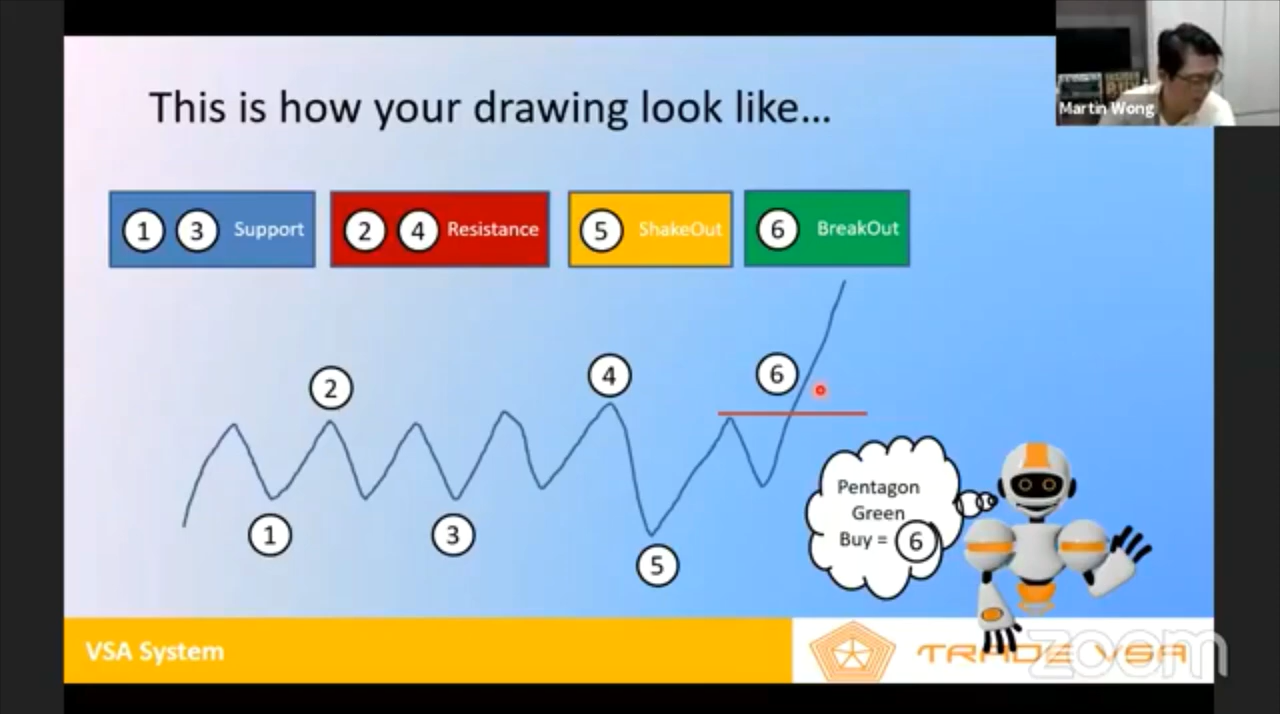 This is how your drawing look like...
Martin Wong
1 3 Support
2 4 Resistance
5 ShakeOut
6 BreakOut
2
4
6
1
3
5
Pentagon
Green
Buy = 6
VSA System
TRADE VSA
zoom